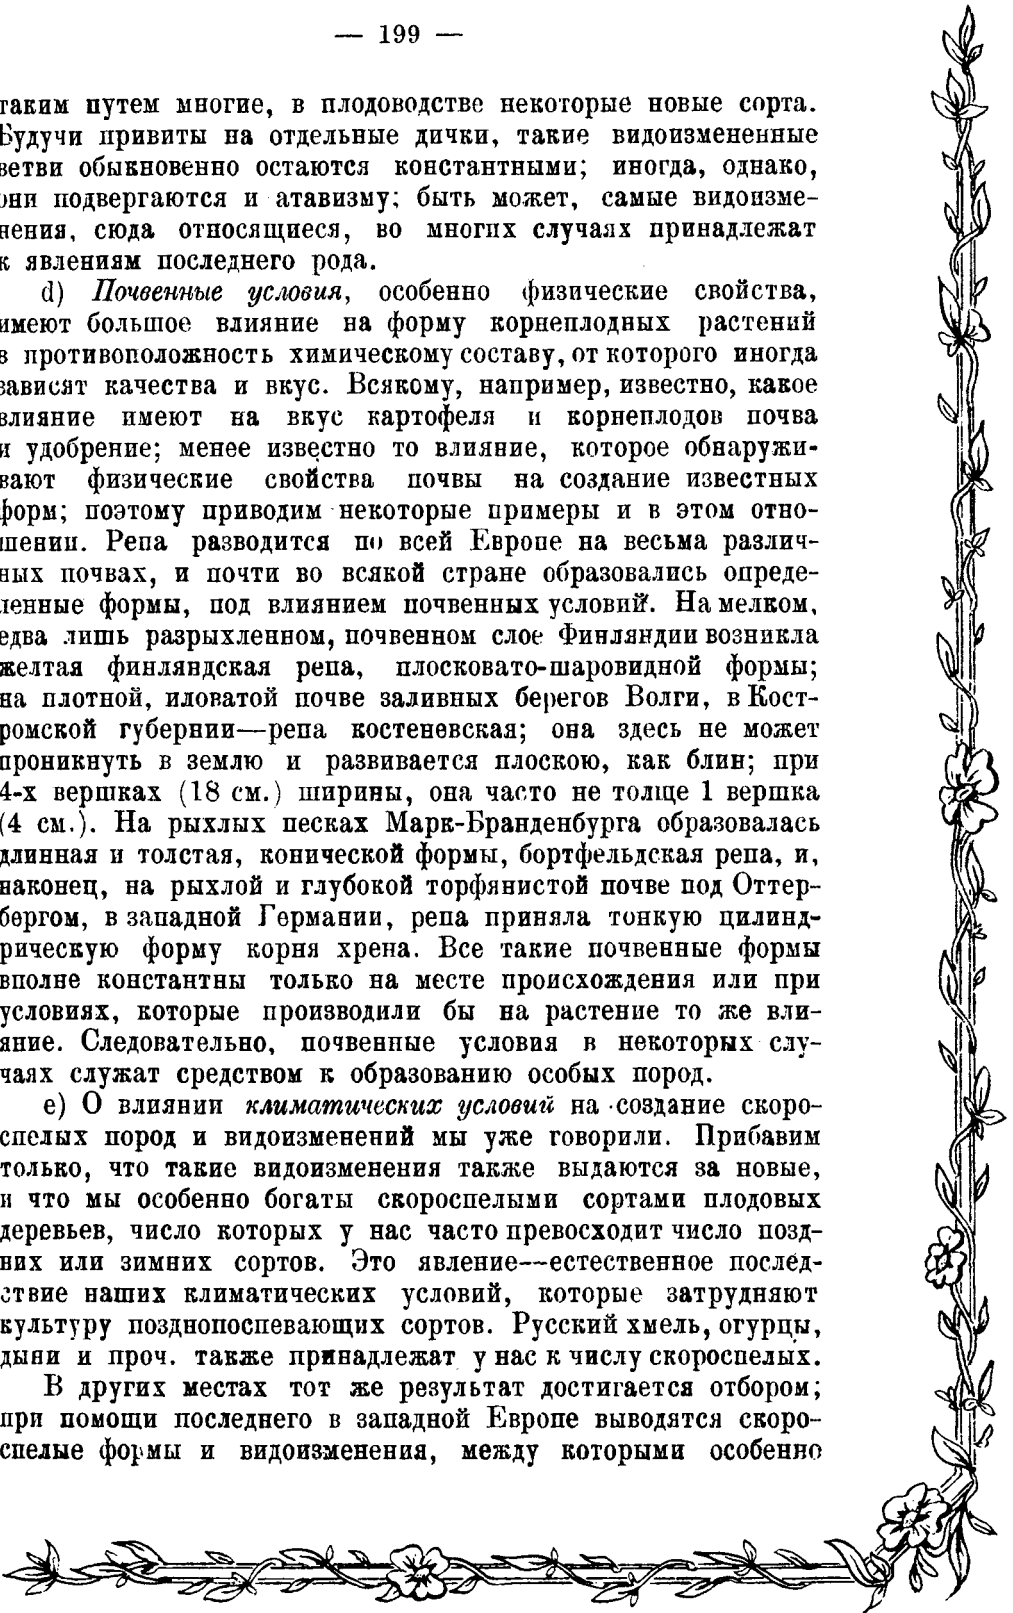 — 199 —
таким путем многие, в плодоводстве некоторые новые сорта.
Будучи привиты на отдельные дички, такие видоизмененные
ветви обыкновенно остаются константными; иногда, однако,
они подвергаются и атавизму; быть может, самые видоизме-
нения, сюда относящиеся, во многих случаях принадлежат
к явлениям последнего рода.
d) Почвенные условия, особенно физические свойства,
имеют большое влияние на форму корнеплодных растений
в противоположность химическому составу, от которого иногда
зависят качества и вкус. Всякому, например, известно, какое
влияние имеют на вкус картофеля и корнеплодов почва
и удобрение; менее известно то влияние, которое обнаружи-
вают физические свойства почвы на создание известных
форм; поэтому приводим некоторые примеры и в этом отно-
шении. Репа разводится по всей Европе на весьма различ-
ных почвах, и почти во всякой стране образовались опреде-
ленные формы, под влиянием почвенных условий. На мелком,
едва лишь разрыхленном, почвенном слое Финляндии возникла
желтая финляндская репа, плосковато-шаровидной формы;
на плотной, иловатой почве заливных берегов Волги, в Кост-
ромской губернии—репа костеневская; она здесь не может
проникнуть в землю и развивается плоскою, как блин; при
4-х вершках (18 см.) ширины, она часто не толще 1 вершка
(4 см.). На рыхлых песках Марк-Бранденбурга образовалась
длинная и толстая, конической формы, бортфельдская репа, и,
наконец, на рыхлой и глубокой торфянистой почве под Оттер-
бергом, в западной Германии, репа приняла тонкую цилинд-
рическую форму корня хрена. Все такие почвенные формы
вполне константны только на месте происхождения или при
условиях, которые производили бы на растение то же вли-
яние. Следовательно, почвенные условия в некоторых слу-
чаях служат средством к образованию особых пород.
е) О влиянии климатических условий на создание скоро-
спелых пород и видоизменений мы уже говорили. Прибавим
только, что такие видоизменения также выдаются за новые,
и что мы особенно богаты скороспелыми сортами плодовых
деревьев, число которых у нас часто превосходит число позд-
них или зимних сортов. Это явление—естественное послед-
ствие наших климатических условий, которые затрудняют
культуру позднопоспевающих сортов. Русский хмель, огурцы,
дыни и проч. также принадлежат у нас к числу скороспелых.
В других местах тот же результат достигается отбором;
при помощи последнего в западной Европе выводятся скоро-
спелые формы и видоизменения, между которыми особенно